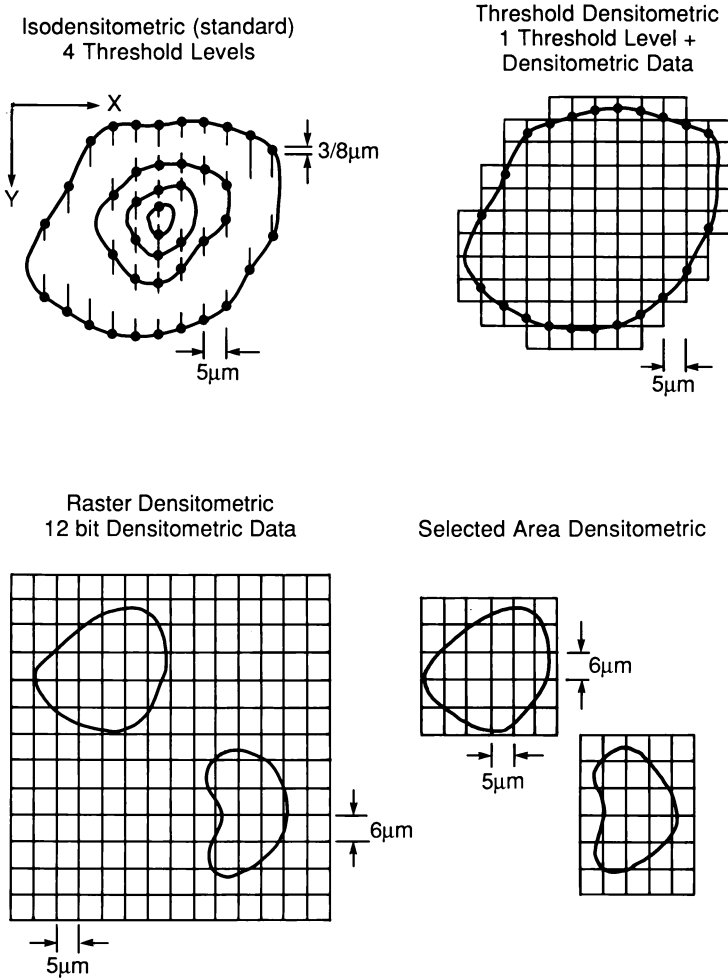 Isodensitometric (standard)
4 Threshold Levels
X
Y
3/8μm
5μm
Threshold Densitometric
1 Threshold Level +
Densitometric Data
5μm
Raster Densitometric
12 bit Densitometric Data
6μm
5μm
Selected Area Densitometric
6μm
5μm